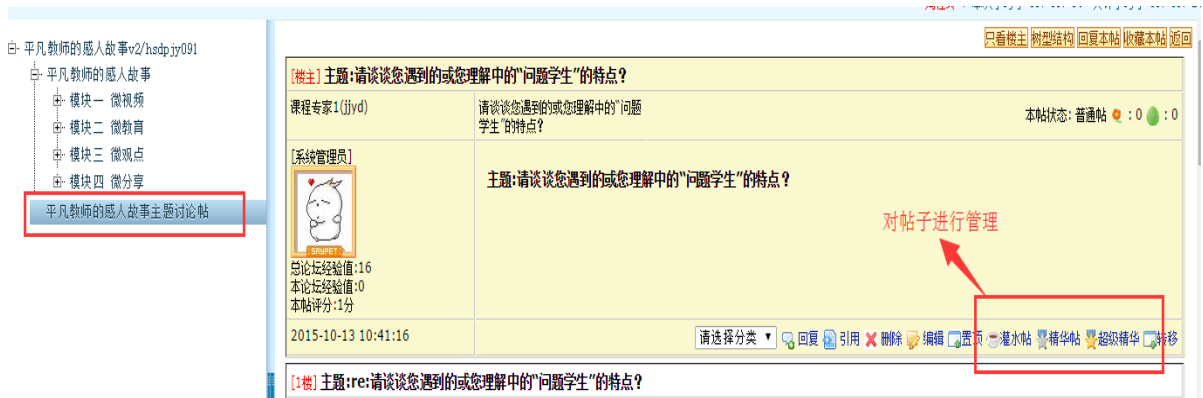 只看楼主 树型结构 回复本帖 收藏本帖 返回
平凡教师的感人故事v2/hsdpjy091
平凡教师的感人故事
模块一 微视频
模块二 微教育
模块三 微观点
模块四 微分享
平凡教师的感人故事主题讨论帖
[楼主] 主题:请谈谈您遇到的或您理解中的“问题学生”的特点？
课程专家1(jjyd)
请谈谈您遇到的或您理解中的“问题
学生”的特点？
本帖状态: 普通帖 : 0 : 0
[系统管理员]
主题:请谈谈您遇到的或您理解中的“问题学生”的特点？
对帖子进行管理
总论坛经验值:16
本论坛经验值:0
本帖评分:1分
2015-10-13 10:41:16
请选择分类 回复 引用 删除 编辑 置顶 灌水帖 精华帖 超级精华 转移
[1楼] 主题:re:请谈谈您遇到的或您理解中的“问题学生”的特点？